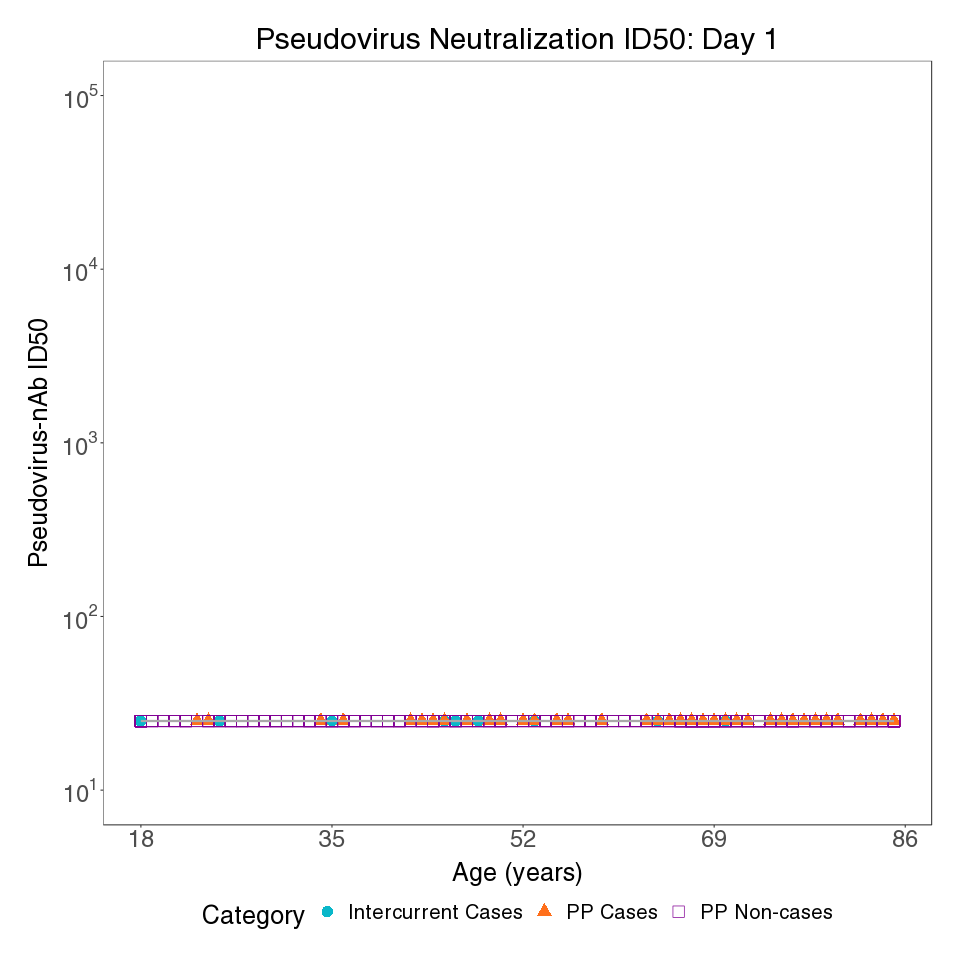 Pseudovirus Neutralization ID50: Day 1
Pseudovirus-nAb ID50
10^5
10^4
10^3
10^2
10^1
18 35 52 69 86
Age (years)
Category Intercurrent Cases PP Cases PP Non-cases